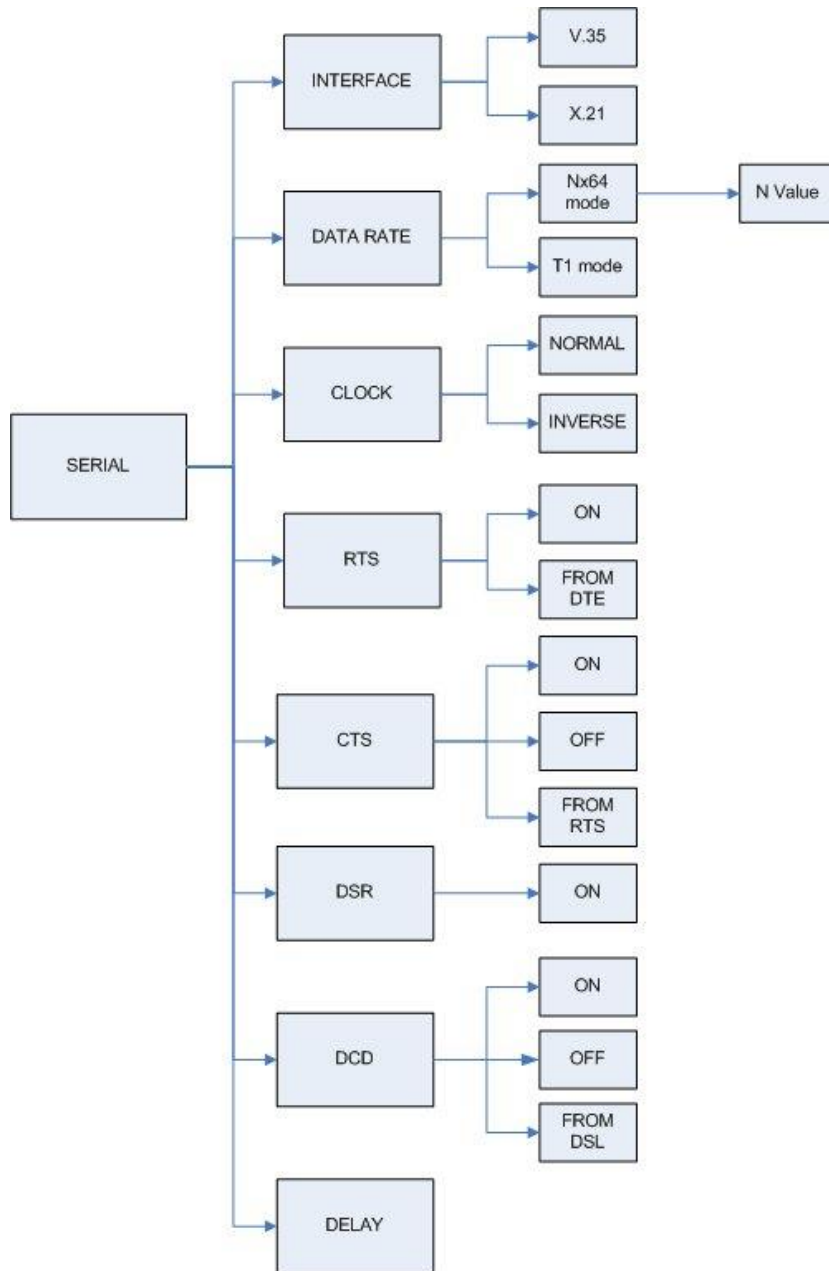 SERIAL
INTERFACE
V.35
X.21
DATA RATE
Nx64
mode
N Value
T1 mode
CLOCK
NORMAL
INVERSE
RTS
ON
FROM
DTE
CTS
ON
OFF
FROM
RTS
DSR
ON
DCD
ON
OFF
FROM
DSL
DELAY